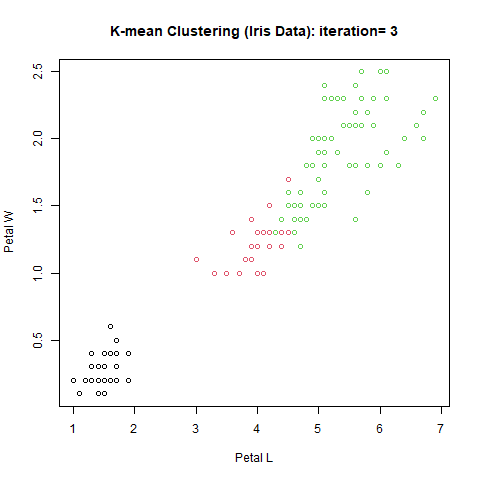 K-mean Clustering (Iris Data): iteration= 3
2.5
2.0
1.5
1.0
0.5
Petal W
1 2 3 4 5 6 7
Petal L